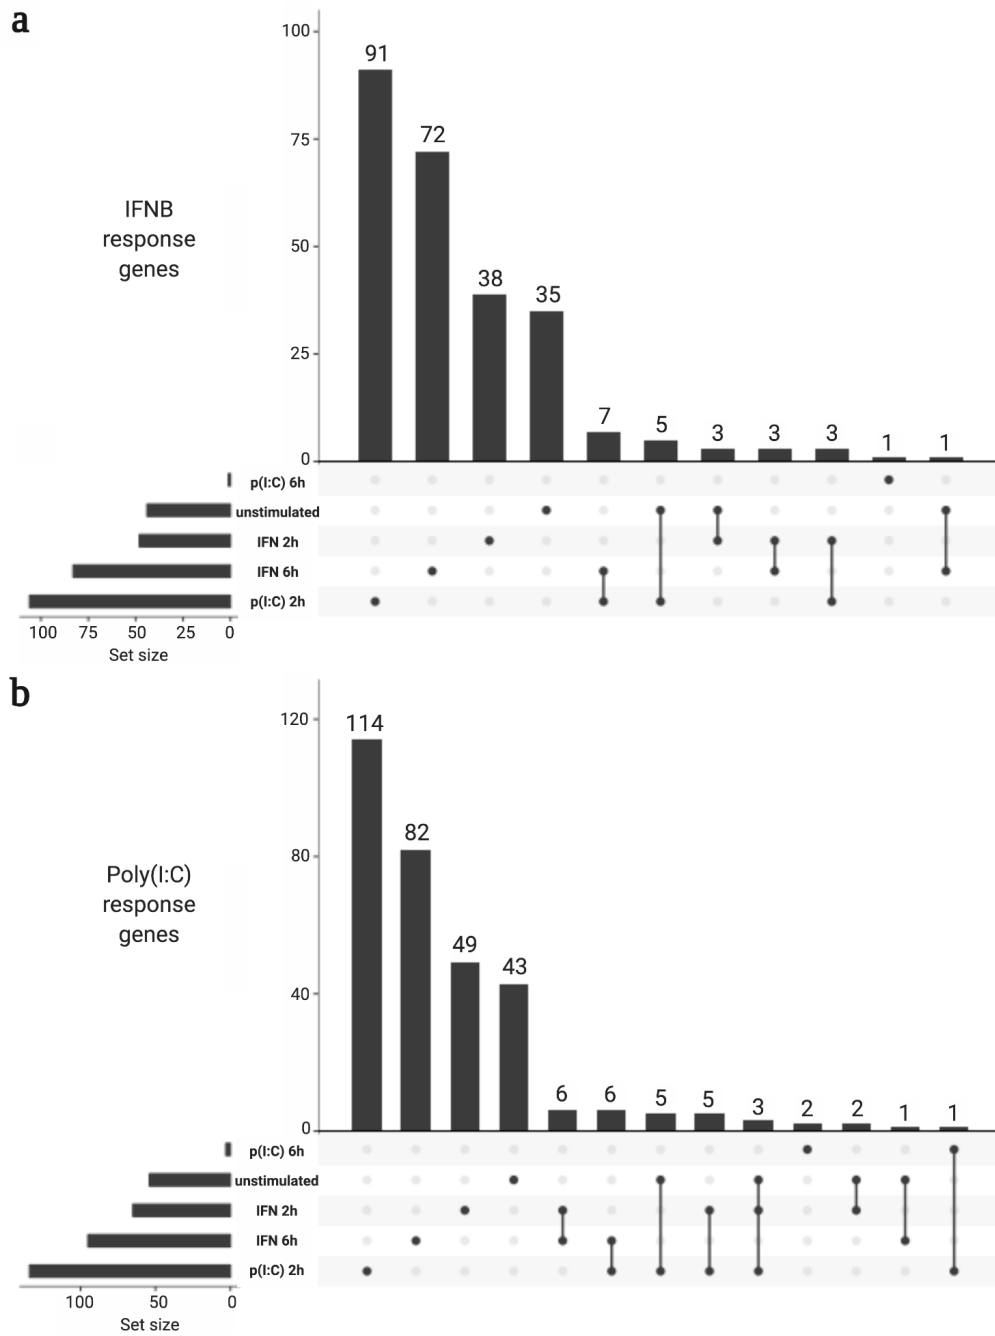 a
100
91
75
72
IFNB
response
genes
50
38
35
25
7
5
3
3
3
1
1
0
p(I:C) 6h
unstimulated
IFN 2h
IFN 6h
p(I:C) 2h
100 75 50 25 0
Set size
b
120
114
82
80
Poly(I:C)
response
genes
49
43
40
6
6
5
5
3
2
2
1
1
0
p(I:C) 6h
unstimulated
IFN 2h
IFN 6h
p(I:C) 2h
100 50 0
Set size